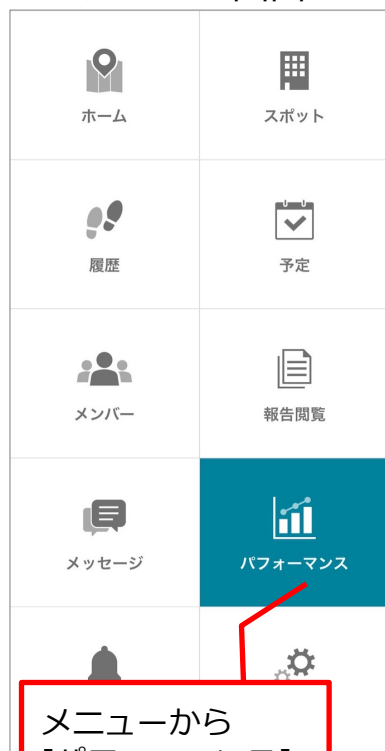 ホーム
スポット
履歴
予定
メンバー
報告閲覧
メッセージ
パフォーマンス
メニューから